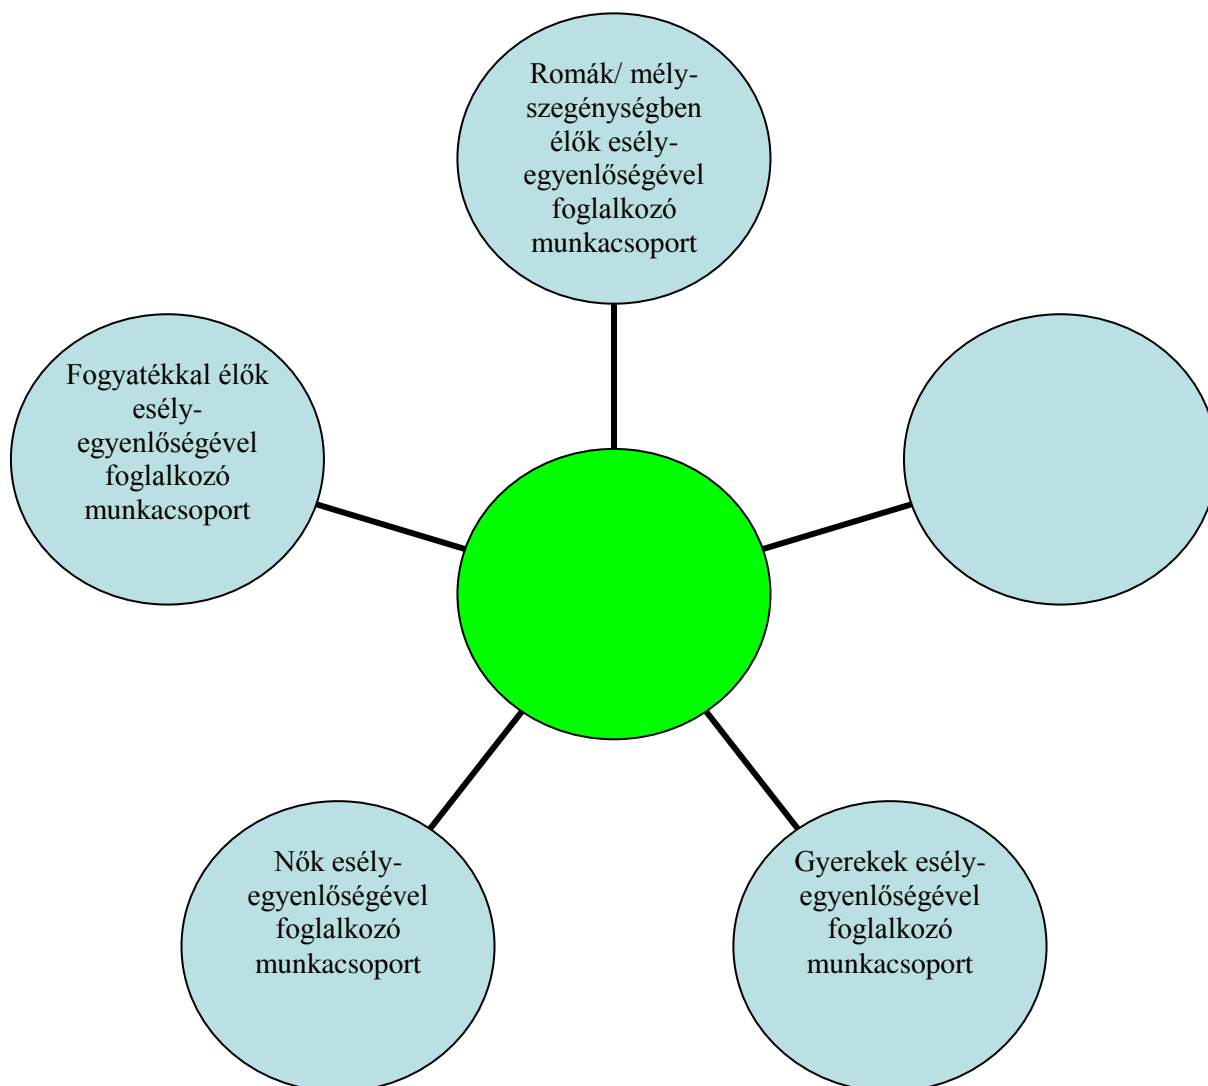 Romák/ mély-
szegénységben
élők esély-
egyenlőségével
foglalkozó
munkacsoport
Fogyatékkal élők
esély-
egyenlőségével
foglalkozó
munkacsoport
Nők esély-
egyenlőségével
foglalkozó
munkacsoport
Gyerekek esély-
egyenlőségével
foglalkozó
munkacsoport